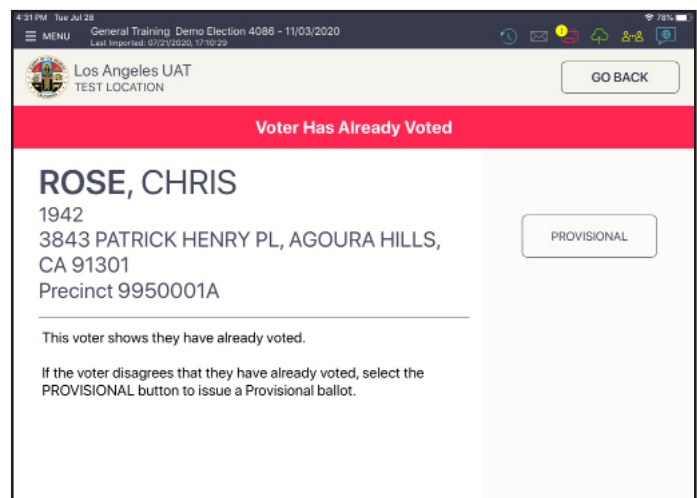 4:31 PM Tue Jul 28
78%
MENU
General Training Demo Election 4086 - 11/03/2020
Last Imported: 07/21/2020, 17:10:29
Los Angeles UAT
TEST LOCATION
GO BACK
Voter Has Already Voted
ROSE, CHRIS
1942
3843 PATRICK HENRY PL, AGOURA HILLS,
CA 91301
Precinct 9950001A
PROVISIONAL
This voter shows they have already voted.
If the voter disagrees that they have already voted, select the
PROVISIONAL button to issue a Provisional ballot.